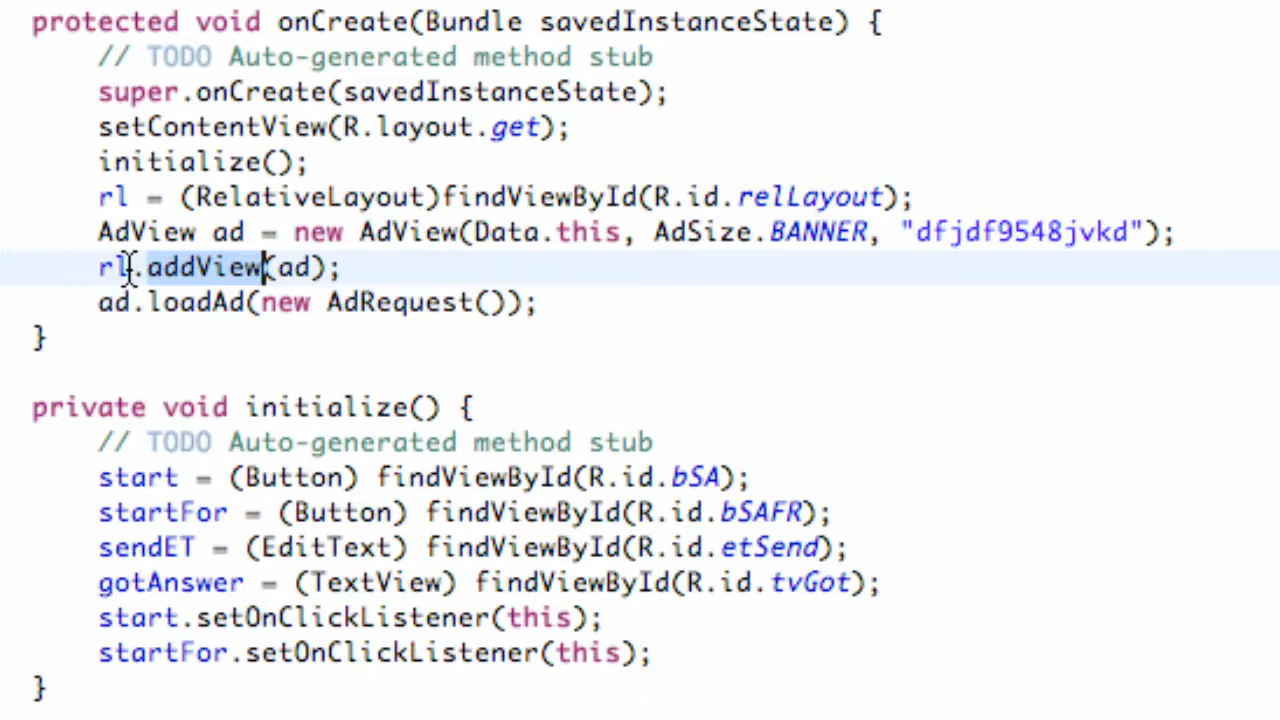 protected void onCreate(Bundle savedInstanceState) {
// TODO Auto-generated method stub
super.onCreate(savedInstanceState);
setContentView(R.layout.get);
initialize();
rl = (RelativeLayout)findViewById(R.id.relLayout);
AdView ad = new AdView(Data.this, AdSize.BANNER, "dfjdf9548jvkd");
rl.addView(ad);
ad.loadAd(new AdRequest());
}
private void initialize() {
// TODO Auto-generated method stub
start = (Button) findViewById(R.id.bSA);
startFor = (Button) findViewById(R.id.bSAFR);
sendET = (EditText) findViewById(R.id.etSend);
gotAnswer = (TextView) findViewById(R.id.tvGot);
start.setOnClickListener(this);
startFor.setOnClickListener(this);
}